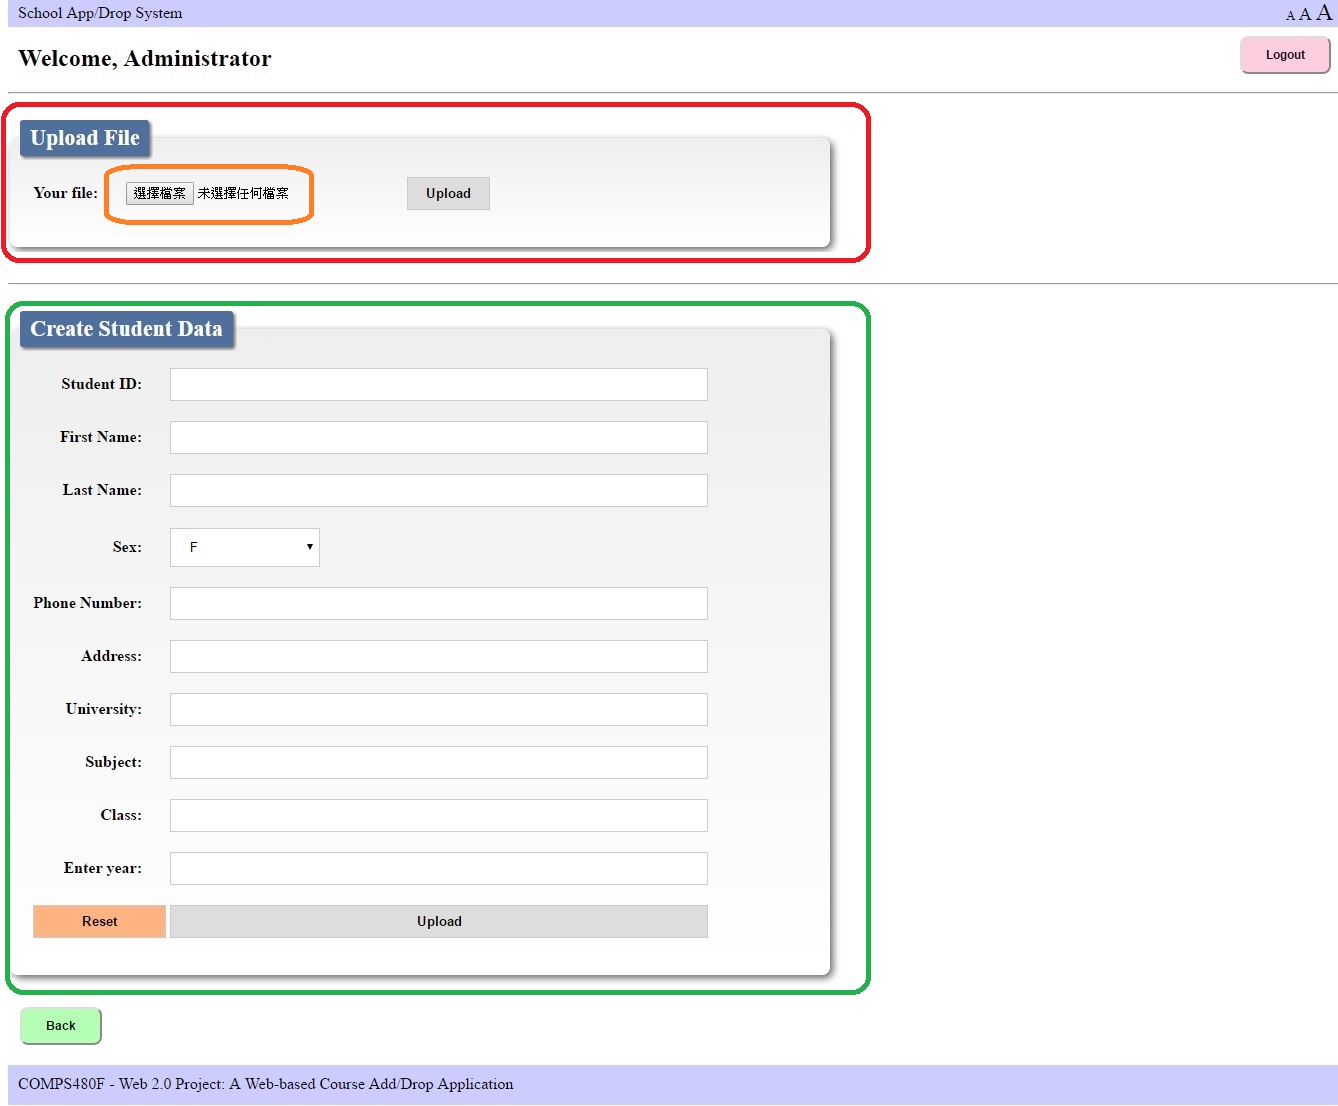 School App/Drop System
A A A
Welcome, Administrator
Logout
Upload File
Your file: 選擇檔案 未選擇任何檔案 Upload
Create Student Data
Student ID:
First Name:
Last Name:
Sex: F
Phone Number:
Address:
University:
Subject:
Class:
Enter year:
Reset Upload
Back
COMPS480F - Web 2.0 Project: A Web-based Course Add/Drop Application